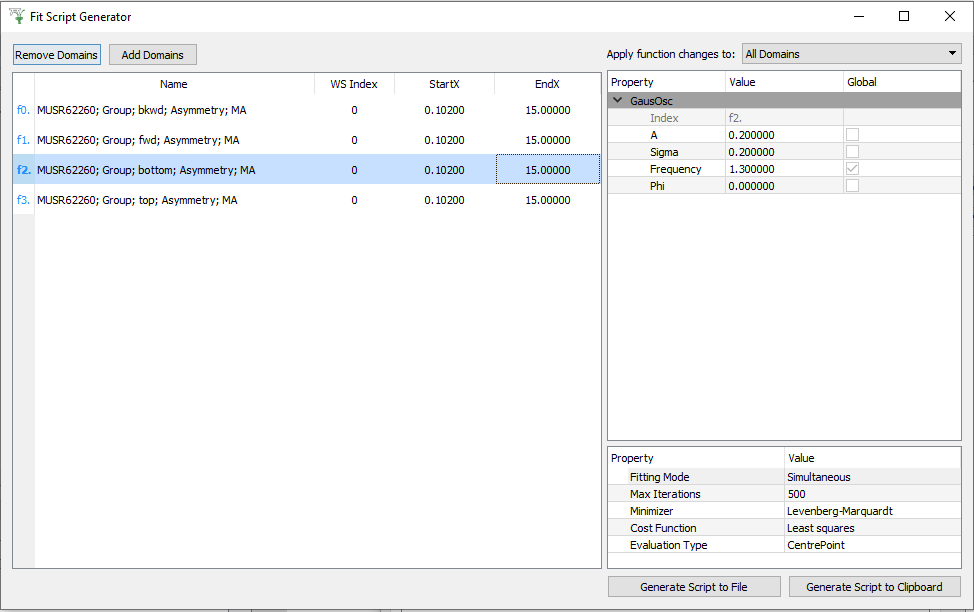 Fit Script Generator
Remove Domains Add Domains Apply function changes to: All Domains
Name WS Index StartX EndX
f0. MUSR62260; Group; bkwd; Asymmetry; MA 0 0.10200 15.00000
f1. MUSR62260; Group; fwd; Asymmetry; MA 0 0.10200 15.00000
f2. MUSR62260; Group; bottom; Asymmetry; MA 0 0.10200 15.00000
f3. MUSR62260; Group; top; Asymmetry; MA 0 0.10200 15.00000
Property Value Global
GausOsc
Index f2.
A 0.200000
Sigma 0.200000
Frequency 1.300000
Phi 0.000000
Property Value
Fitting Mode Simultaneous
Max Iterations 500
Minimizer Levenberg-Marquardt
Cost Function Least squares
Evaluation Type CentrePoint
Generate Script to File Generate Script to Clipboard